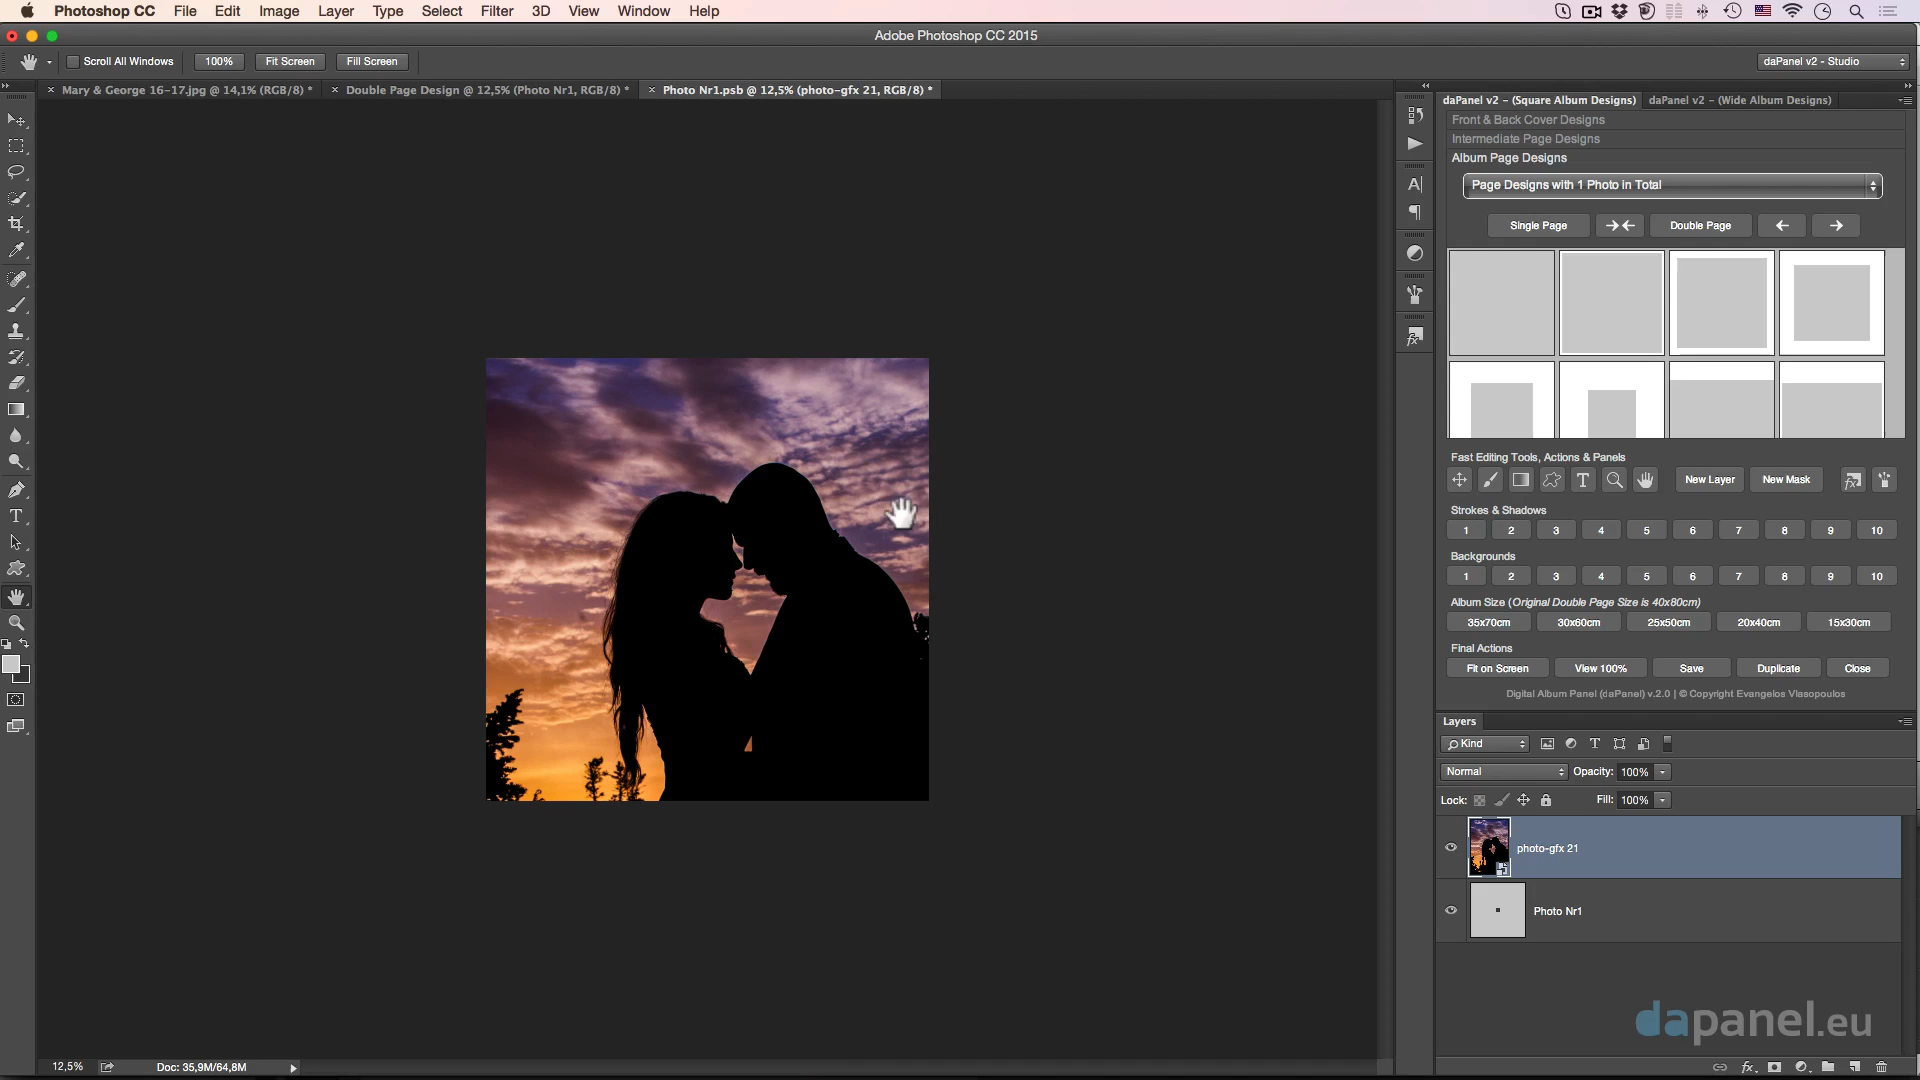 Photoshop CC File Edit Image Layer Type Select Filter 3D View Window Help
Adobe Photoshop CC 2015
Scroll All Windows 100% Fit Screen Fill Screen daPanel v2 - Studio
Mary & George 16-17.jpg @ 14,1% (RGB/8) * Double Page Design @ 12,5% (Photo Nr1, RGB/8) * Photo Nr1.psb @ 12,5% (photo-gfx 21, RGB/8) *
daPanel v2 - (Square Album Designs) daPanel v2 - (Wide Album Designs)
Front & Back Cover Designs
Intermediate Page Designs
Album Page Designs
Page Designs with 1 Photo in Total
Single Page Double Page
Fast Editing Tools, Actions & Panels
New Layer New Mask
Strokes & Shadows
1 2 3 4 5 6 7 8 9 10
Backgrounds
1 2 3 4 5 6 7 8 9 10
Album Size (Original Double Page Size is 40x80cm)
35x70cm 30x60cm 25x50cm 20x40cm 15x30cm
Final Actions
Fit on Screen View 100% Save Duplicate Close
Digital Album Panel (daPanel) v.2.0 | © Copyright Evangelos Vlasopoulos
Layers
Kind
Normal Opacity: 100%
Lock: Fill: 100%
photo-gfx 21
Photo Nr1
dapanel.eu
12,5% Doc: 35,9M/64,8M